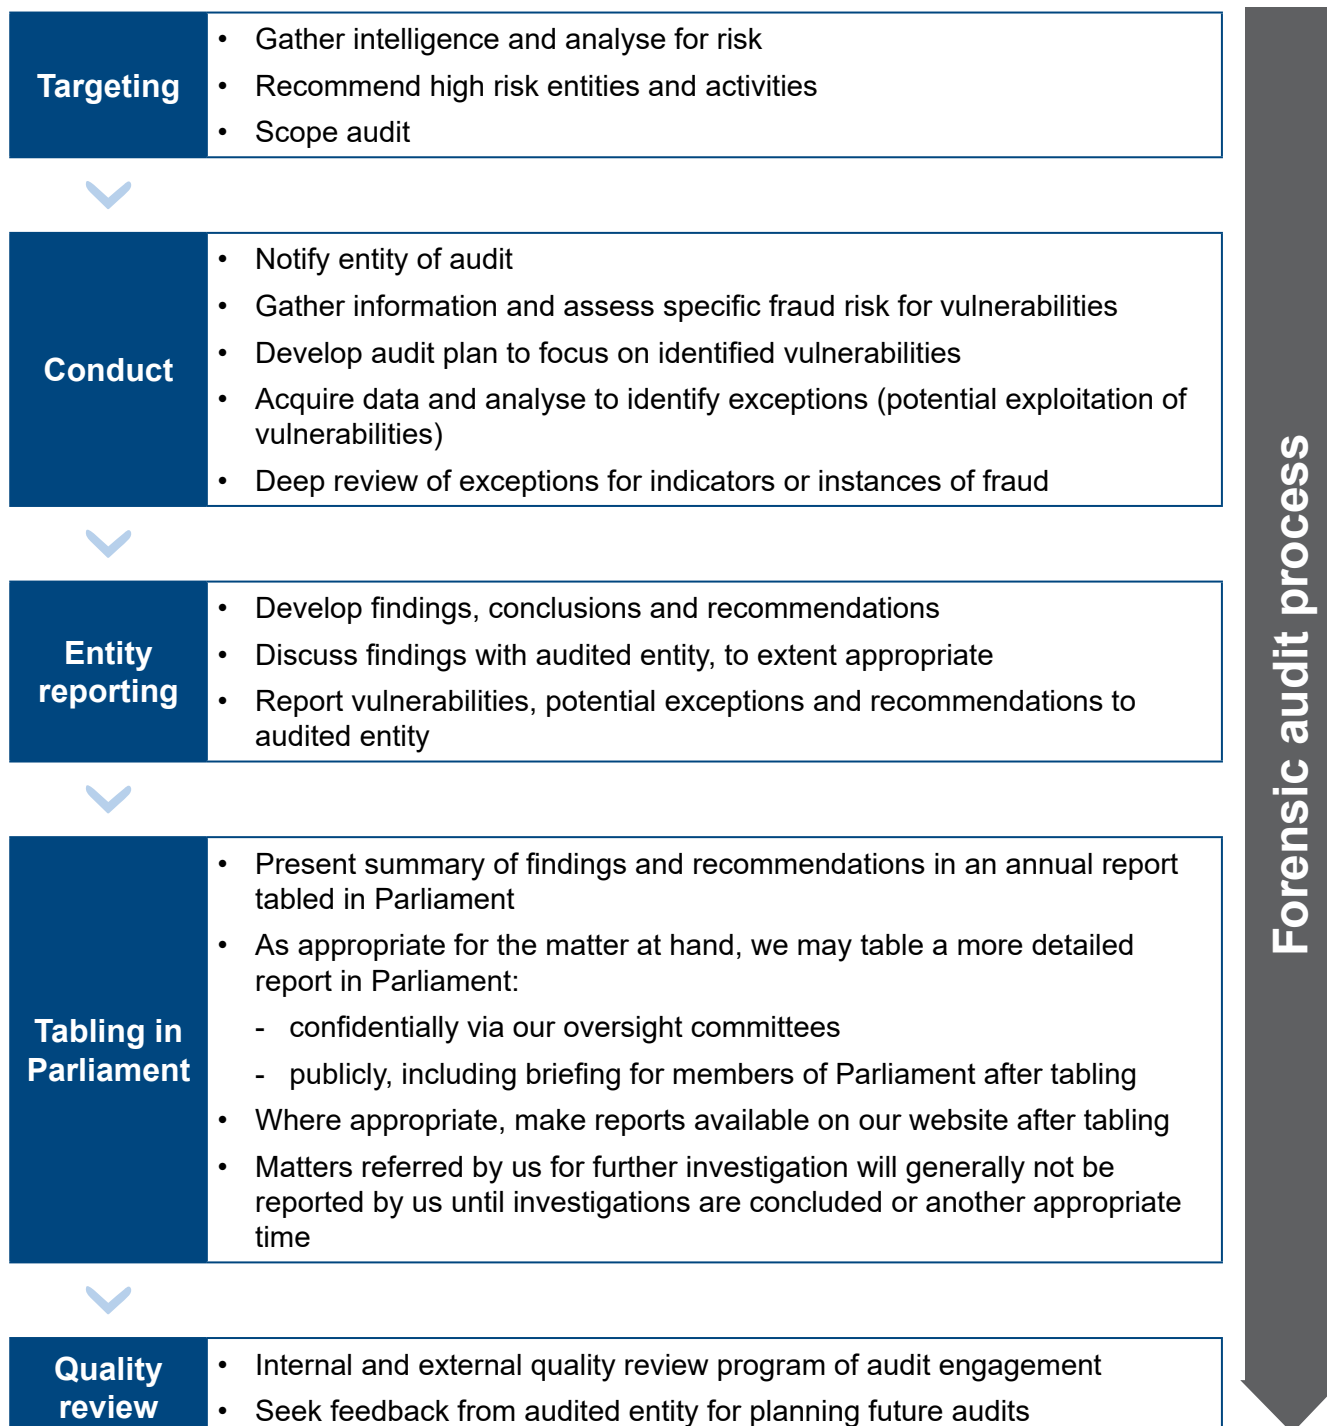 Targeting
• Gather intelligence and analyse for risk
• Recommend high risk entities and activities
• Scope audit
Conduct
• Notify entity of audit
• Gather information and assess specific fraud risk for vulnerabilities
• Develop audit plan to focus on identified vulnerabilities
• Acquire data and analyse to identify exceptions (potential exploitation of
vulnerabilities)
• Deep review of exceptions for indicators or instances of fraud
Entity
reporting
• Develop findings, conclusions and recommendations
• Discuss findings with audited entity, to extent appropriate
• Report vulnerabilities, potential exceptions and recommendations to
audited entity
Tabling in
Parliament
• Present summary of findings and recommendations in an annual report
tabled in Parliament
• As appropriate for the matter at hand, we may table a more detailed
report in Parliament:
- confidentially via our oversight committees
- publicly, including briefing for members of Parliament after tabling
• Where appropriate, make reports available on our website after tabling
• Matters referred by us for further investigation will generally not be
reported by us until investigations are concluded or another appropriate
time
Quality
review
• Internal and external quality review program of audit engagement
• Seek feedback from audited entity for planning future audits
Forensic audit process